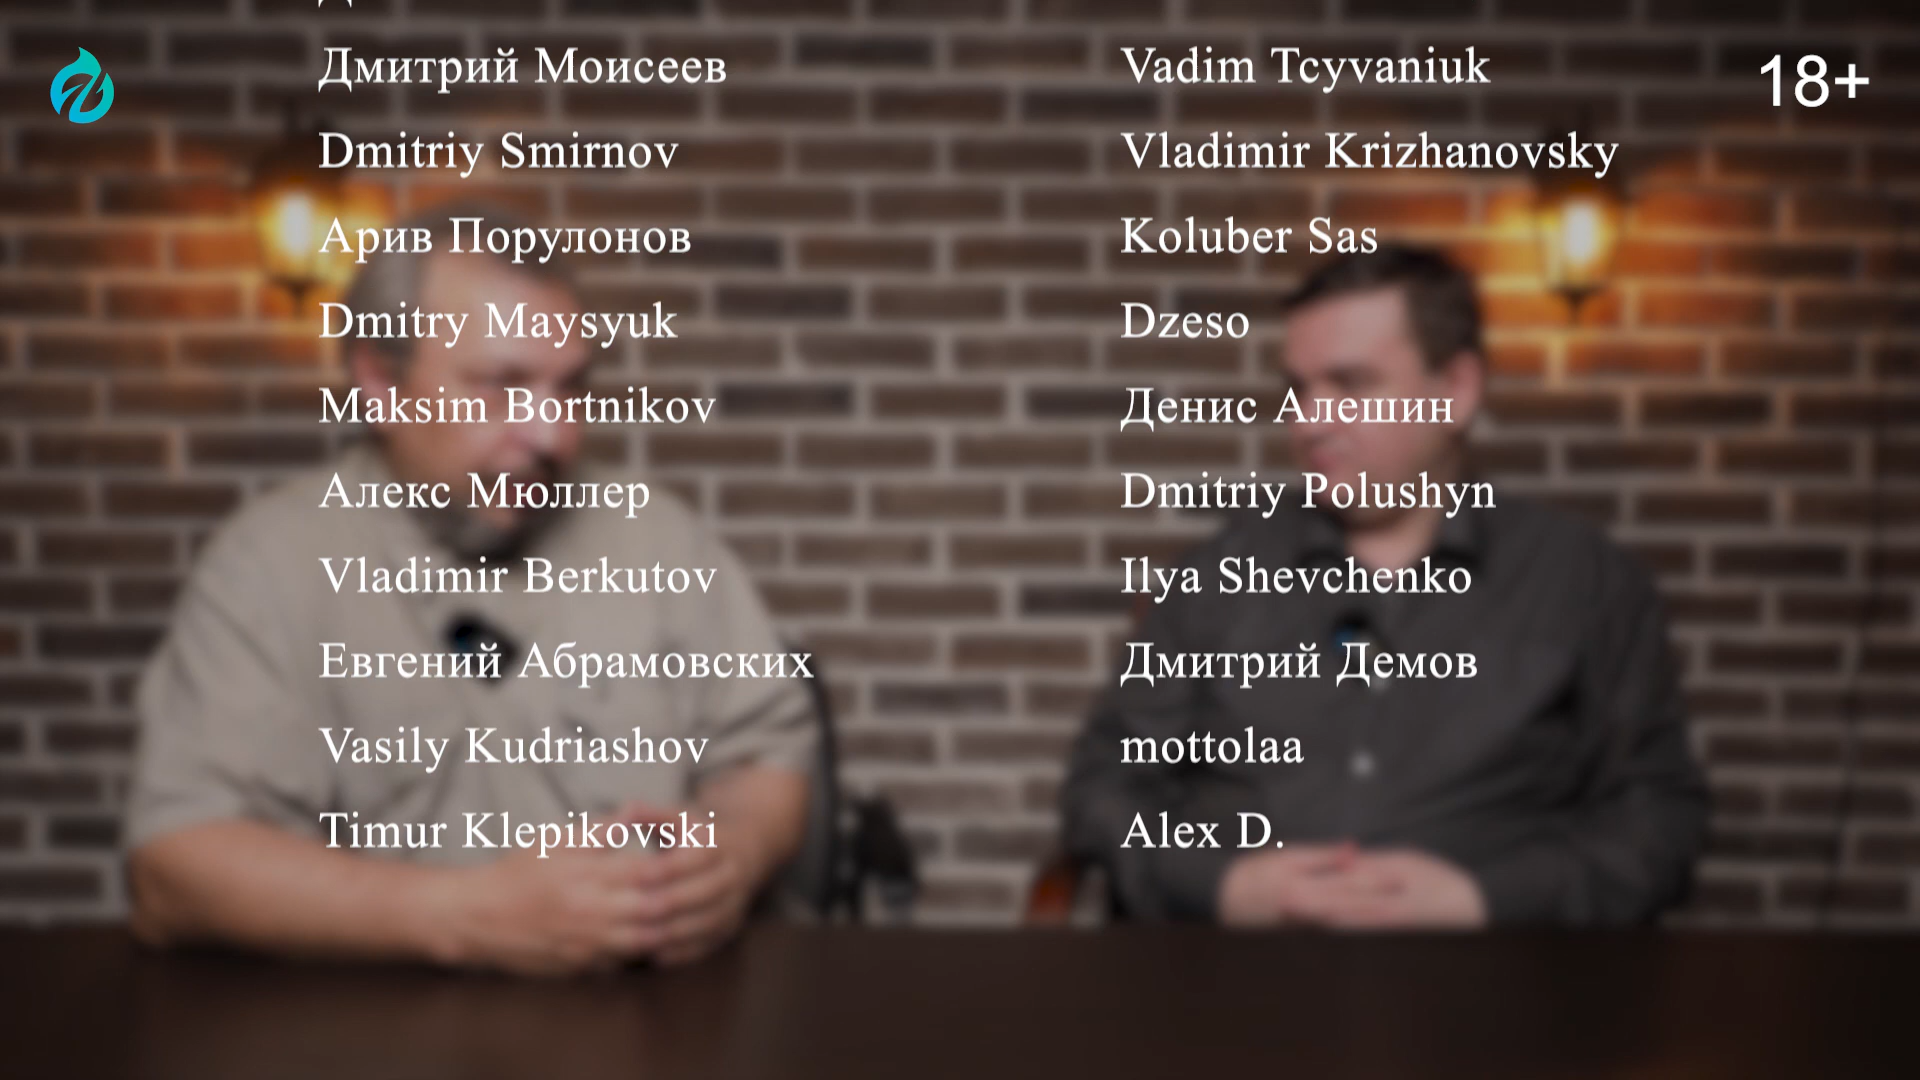 Дмитрий Моисеев
Dmitriy Smirnov
Арив Порулонов
Dmitry Maysyuk
Maksim Bortnikov
Алекс Мюллер
Vladimir Berkutov
Евгений Абрамовских
Vasily Kudriashov
Timur Klepikovski
Vadim Tcyvaniuk
Vladimir Krizhanovsky
Koluber Sas
Dzeso
Денис Алешин
Dmitriy Polushyn
Ilya Shevchenko
Дмитрий Демов
mottolaa
Alex D.
18+